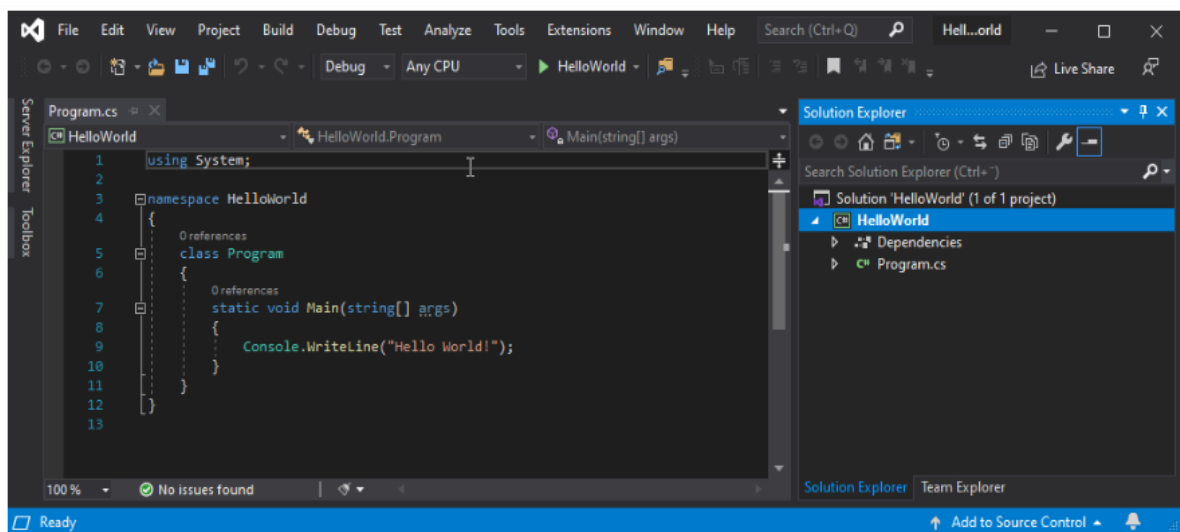 File Edit View Project Build Debug Test Analyze Tools Extensions Window Help Search (Ctrl+Q) Hell...orld
Debug Any CPU HelloWorld Live Share
Server Explorer
Toolbox
Program.cs
HelloWorld HelloWorld.Program Main(string[] args)
1 using System;
2
3 namespace HelloWorld
4 {
0 references
5 class Program
6 {
0 references
7 static void Main(string[] args)
8 {
9 Console.WriteLine("Hello World!");
10 }
11 }
12 }
13
100 % No issues found
Solution Explorer
Search Solution Explorer (Ctrl+¨)
Solution 'HelloWorld' (1 of 1 project)
C# HelloWorld
Dependencies
C# Program.cs
Solution Explorer Team Explorer
Ready Add to Source Control